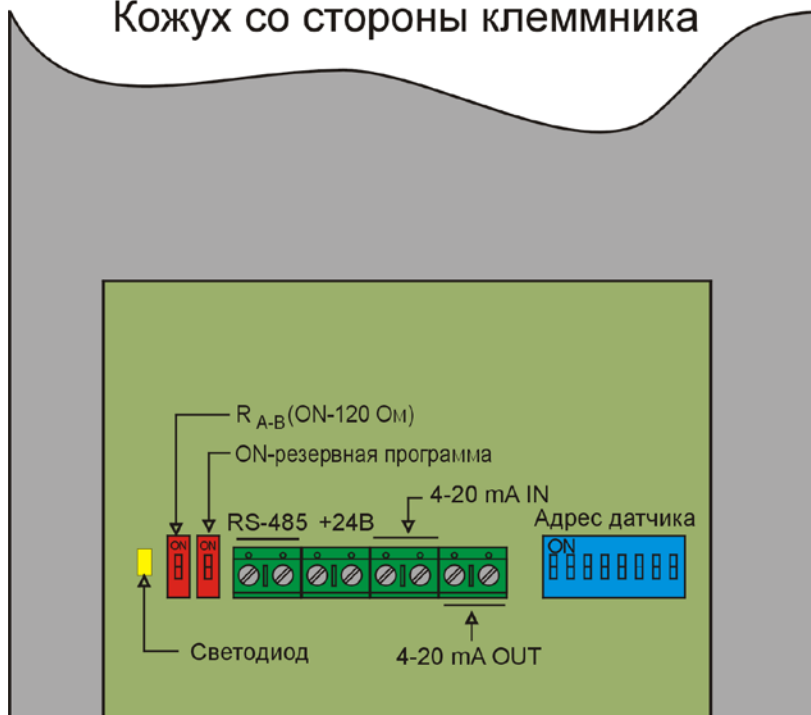 Кожух со стороны клеммника
R A-B (ON-120 Ом)
ON-резервная программа
4-20 mA IN
RS-485 +24В
Адрес датчика
ON
ON
ON
Светодиод
4-20 mA OUT